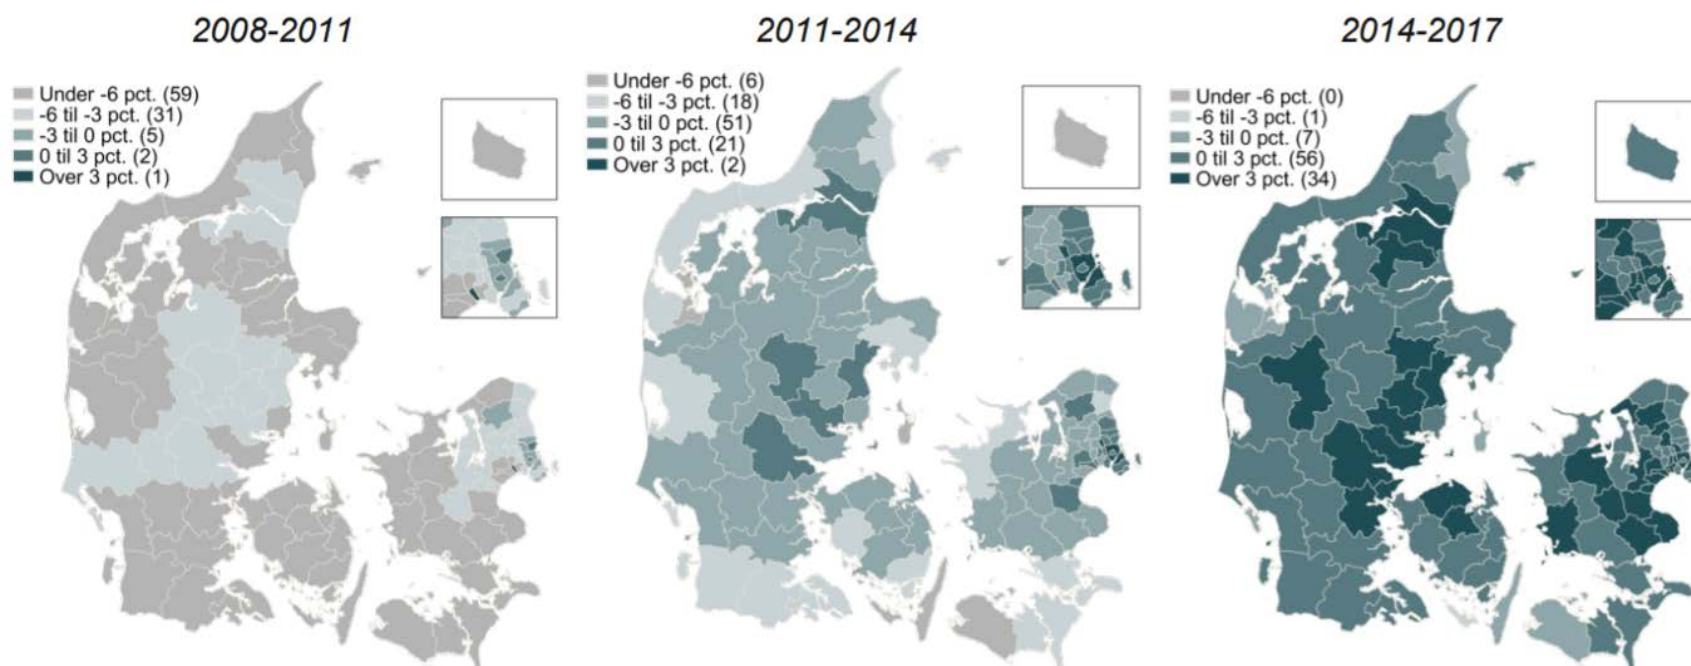 2008-2011
Under -6 pct. (59)
-6 til -3 pct. (31)
-3 til 0 pct. (5)
0 til 3 pct. (2)
Over 3 pct. (1)
2011-2014
Under -6 pct. (6)
-6 til -3 pct. (18)
-3 til 0 pct. (51)
0 til 3 pct. (21)
Over 3 pct. (2)
2014-2017
Under -6 pct. (0)
-6 til -3 pct. (1)
-3 til 0 pct. (7)
0 til 3 pct. (56)
Over 3 pct. (34)